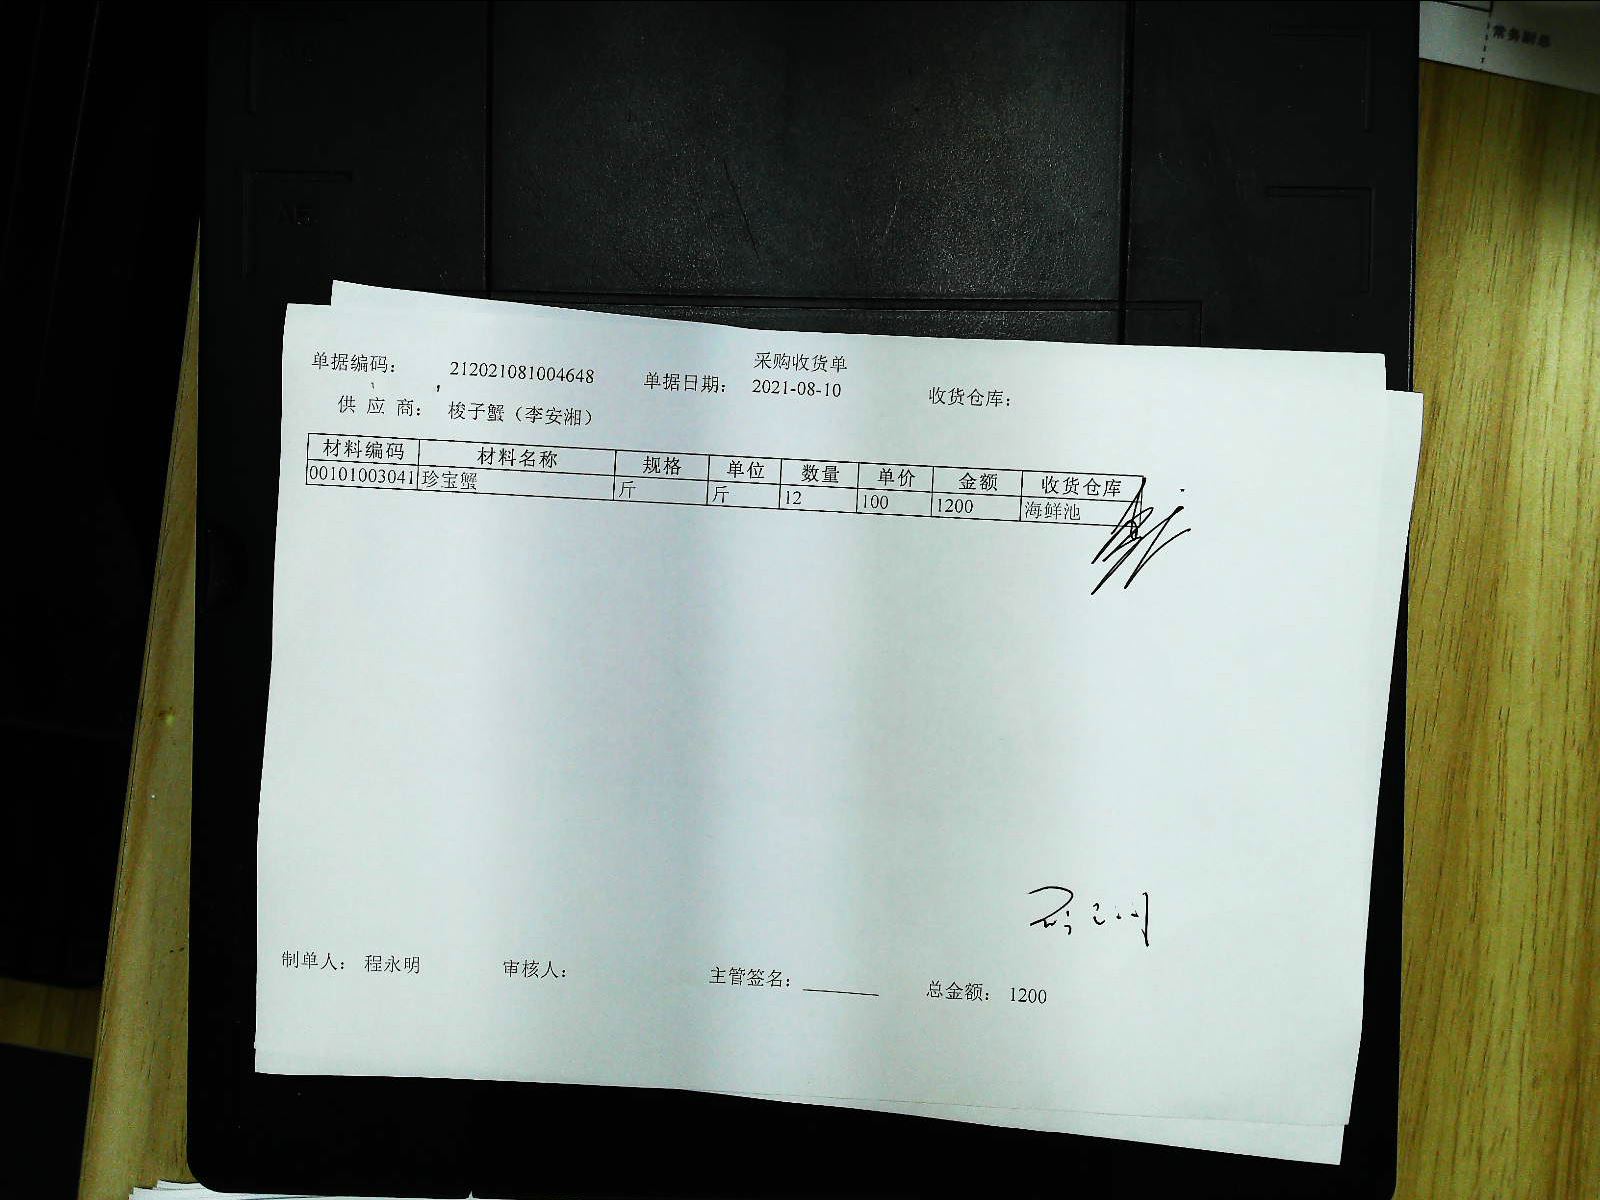 常务副总
采购收货单
单据编码： 212021081004648 单据日期： 2021-08-10 收货仓库：
供 应 商： 梭子蟹（李安湘）
材料编码 材料名称 规格 单位 数量 单价 金额 收货仓库
00101003041 珍宝蟹 斤 斤 12 100 1200 海鲜池
制单人： 程永明 审核人： 主管签名： 总金额： 1200